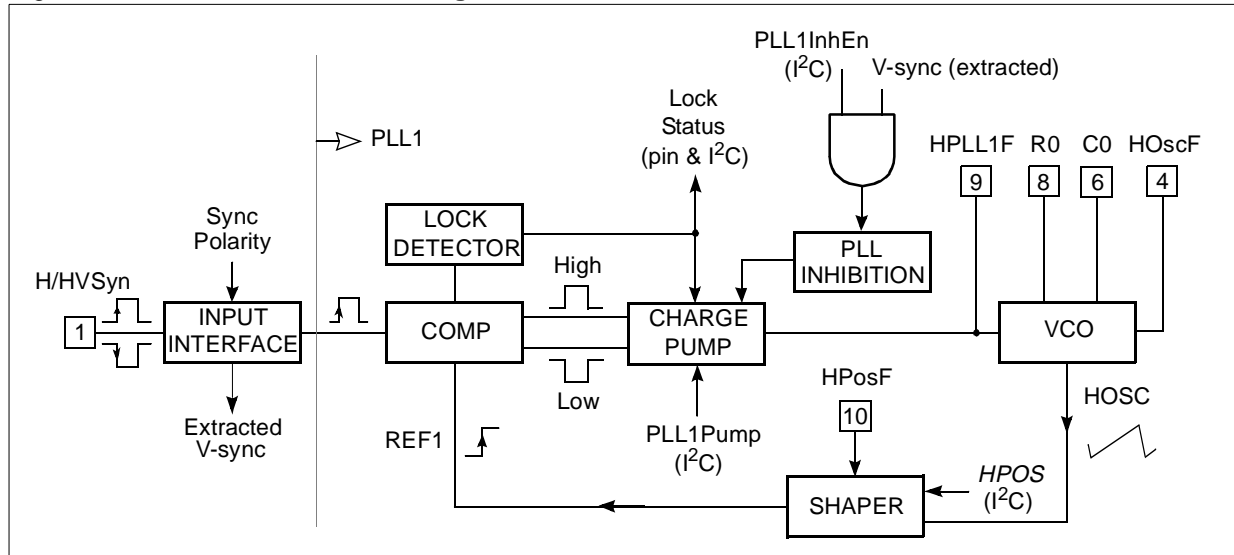 PLL1InhEn
(I²C)
V-sync (extracted)
Lock
Status
(pin & I²C)
PLL1
HPLL1F
R0
C0
HOscF
9
8
6
4
Sync
Polarity
LOCK
DETECTOR
PLL
INHIBITION
H/HVSyn
1
INPUT
INTERFACE
COMP
High
Low
CHARGE
PUMP
VCO
Extracted
V-sync
REF1
PLL1Pump
(I²C)
HPosF
10
HOSC
SHAPER
HPOS
(I²C)